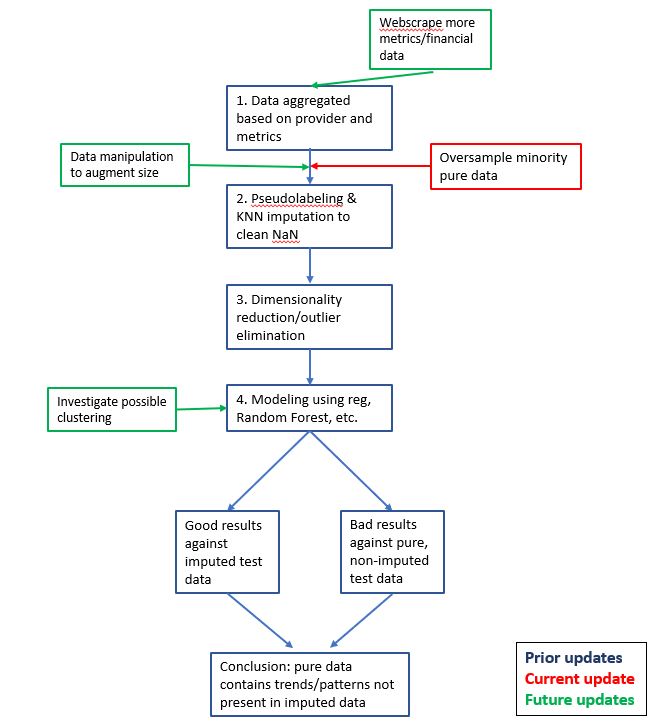 Webscrape more
metrics/financial
data
1. Data aggregated
based on provider and
metrics
Data manipulation
to augment size
Oversample minority
pure data
2. Pseudolabeling &
KNN imputation to
clean NaN
3. Dimensionality
reduction/outlier
elimination
Investigate possible
clustering
4. Modeling using reg,
Random Forest, etc.
Good results
against
imputed test
data
Bad results
against pure,
non-imputed
test data
Conclusion: pure data
contains trends/patterns not
present in imputed data
Prior updates
Current update
Future updates